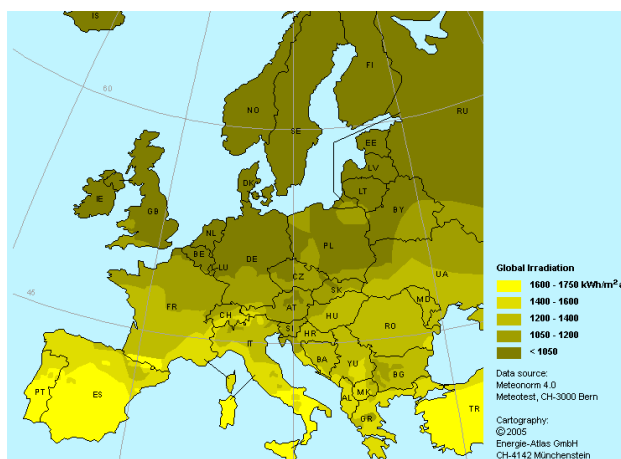 IS
FI
NO
60
SE
RU
EE
LV
DK
LT
IE
GB
BY
NL
PL
BE
DE
LU
CZ
UA
SK
FR
AT
MD
45
CH
HU
SI
RO
HR
IT
BA
YU
BG
PT
ES
AL
MK
TR
GR
Global Irradiation
1600 - 1750 kWh/m²a
1400 - 1600
1200 - 1400
1050 - 1200
< 1050
Data source:
Meteonorm 4.0
Meteotest, CH-3000 Bern
Cartography:
©2005
Energie-Atlas GmbH
CH-4142 Münchenstein